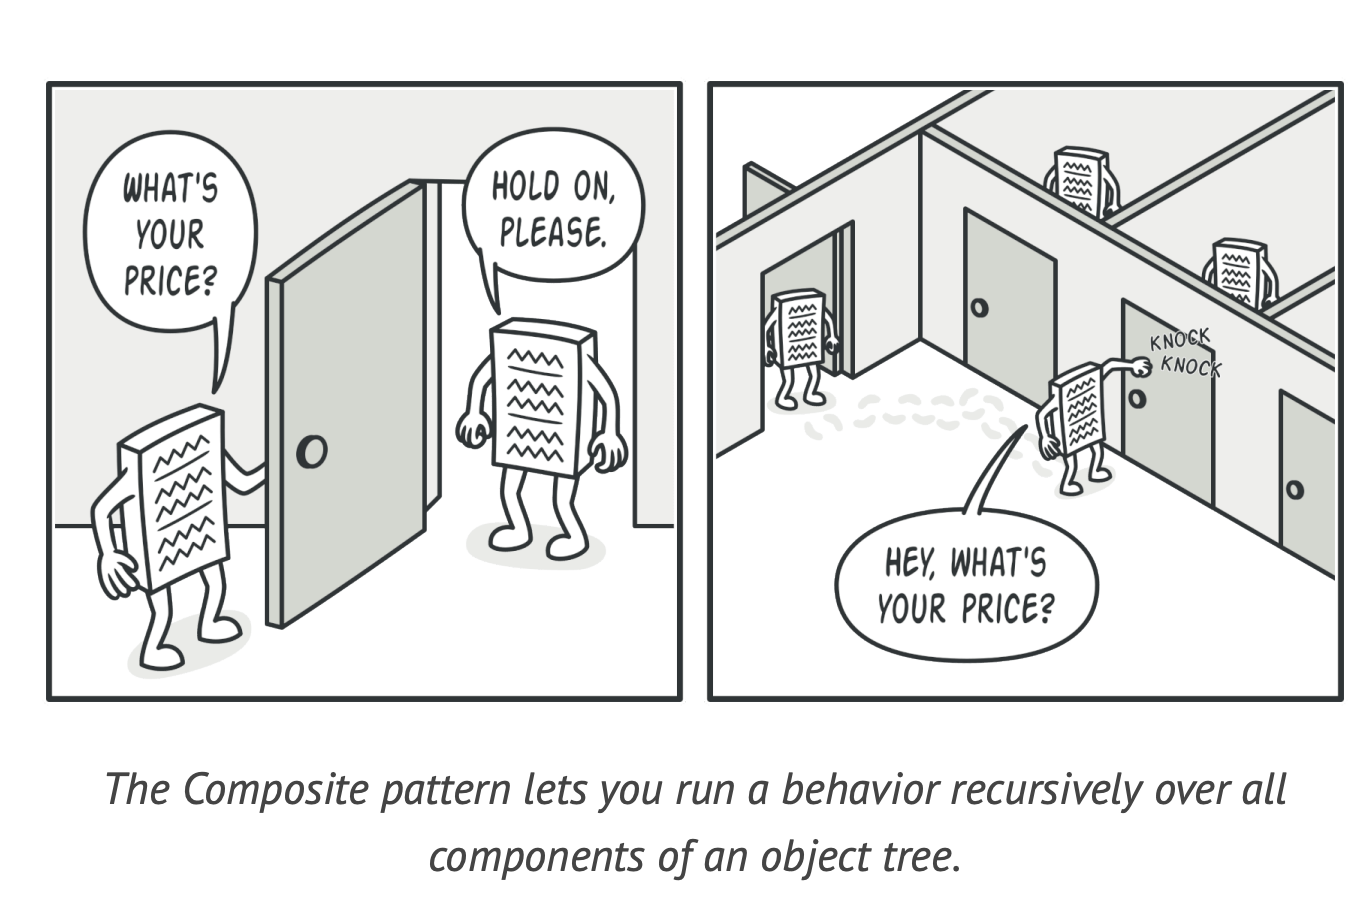 WHAT'S
YOUR
PRICE?
HOLD ON,
PLEASE.
KNOCK
KNOCK
HEY, WHAT'S
YOUR PRICE?
The Composite pattern lets you run a behavior recursively over all
components of an object tree.